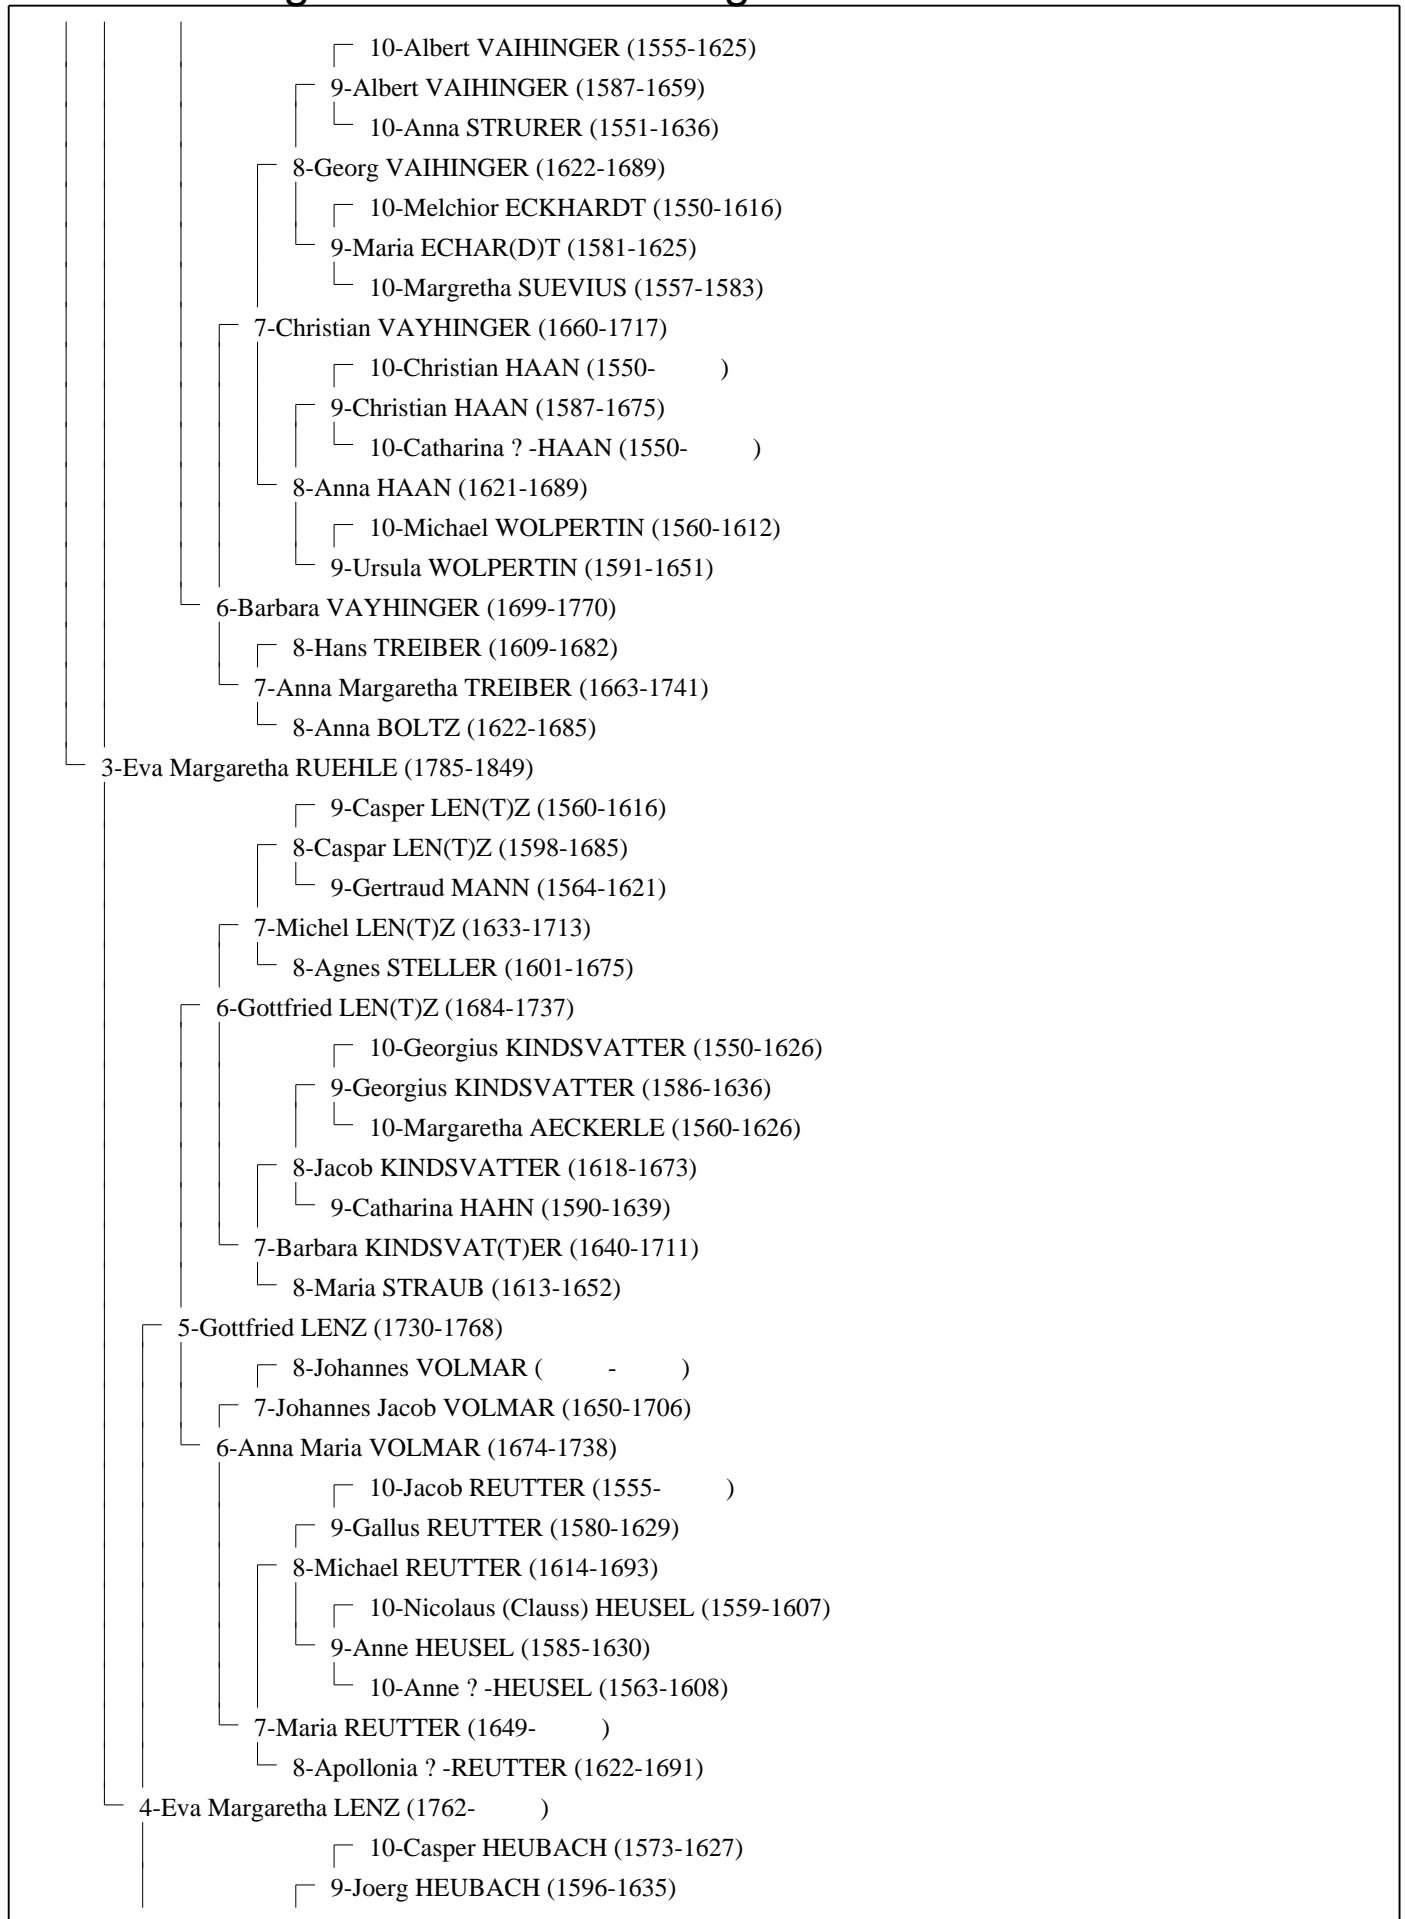 10-Albert VAIHINGER (1555-1625)
9-Albert VAIHINGER (1587-1659)
10-Anna STRURER (1551-1636)
8-Georg VAIHINGER (1622-1689)
10-Melchior ECKHARDT (1550-1616)
9-Maria ECHAR(D)T (1581-1625)
10-Margretha SUEVIUS (1557-1583)
7-Christian VAYHINGER (1660-1717)
10-Christian HAAN (1550- )
9-Christian HAAN (1587-1675)
10-Catharina ? -HAAN (1550- )
8-Anna HAAN (1621-1689)
10-Michael WOLPERTIN (1560-1612)
9-Ursula WOLPERTIN (1591-1651)
6-Barbara VAYHINGER (1699-1770)
8-Hans TREIBER (1609-1682)
7-Anna Margaretha TREIBER (1663-1741)
8-Anna BOLTZ (1622-1685)
3-Eva Margaretha RUEHLE (1785-1849)
9-Casper LEN(T)Z (1560-1616)
8-Caspar LEN(T)Z (1598-1685)
9-Gertraud MANN (1564-1621)
7-Michel LEN(T)Z (1633-1713)
8-Agnes STELLER (1601-1675)
6-Gottfried LEN(T)Z (1684-1737)
10-Georgius KINDSVATTER (1550-1626)
9-Georgius KINDSVATTER (1586-1636)
10-Margaretha AECKERLE (1560-1626)
8-Jacob KINDSVATTER (1618-1673)
9-Catharina HAHN (1590-1639)
7-Barbara KINDSVAT(T)ER (1640-1711)
8-Maria STRAUB (1613-1652)
5-Gottfried LENZ (1730-1768)
8-Johannes VOLMAR ( - )
7-Johannes Jacob VOLMAR (1650-1706)
6-Anna Maria VOLMAR (1674-1738)
10-Jacob REUTTER (1555- )
9-Gallus REUTTER (1580-1629)
8-Michael REUTTER (1614-1693)
10-Nicolaus (Clauss) HEUSEL (1559-1607)
9-Anne HEUSEL (1585-1630)
10-Anne ? -HEUSEL (1563-1608)
7-Maria REUTTER (1649- )
8-Apollonia ? -REUTTER (1622-1691)
4-Eva Margaretha LENZ (1762- )
10-Casper HEUBACH (1573-1627)
9-Joerg HEUBACH (1596-1635)